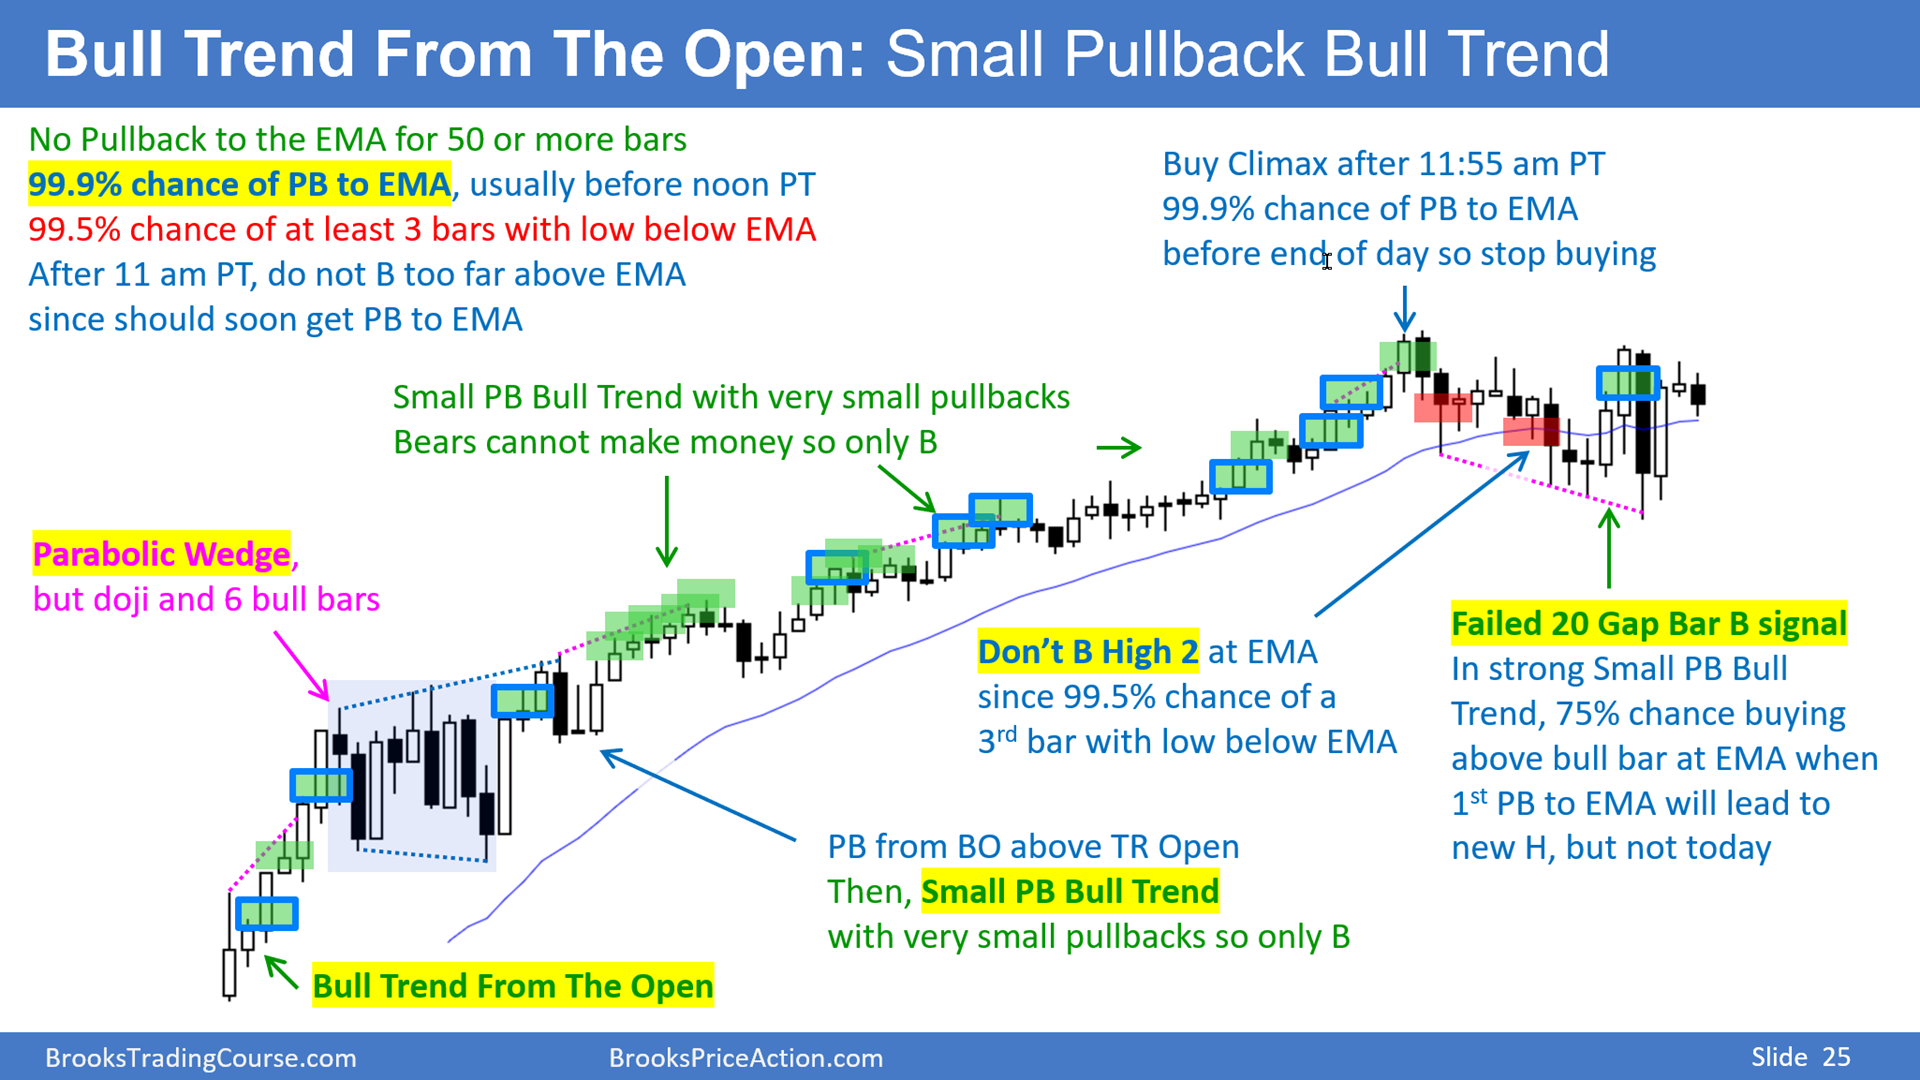 Bull Trend From The Open: Small Pullback Bull Trend
No Pullback to the EMA for 50 or more bars
99.9% chance of PB to EMA, usually before noon PT
99.5% chance of at least 3 bars with low below EMA
After 11 am PT, do not B too far above EMA
since should soon get PB to EMA
Buy Climax after 11:55 am PT
99.9% chance of PB to EMA
before end of day so stop buying
Small PB Bull Trend with very small pullbacks
Bears cannot make money so only B
Parabolic Wedge,
but doji and 6 bull bars
Don’t B High 2 at EMA
since 99.5% chance of a
3rd bar with low below EMA
Failed 20 Gap Bar B signal
In strong Small PB Bull
Trend, 75% chance buying
above bull bar at EMA when
1st PB to EMA will lead to
new H, but not today
PB from BO above TR Open
Then, Small PB Bull Trend
with very small pullbacks so only B
Bull Trend From The Open
BrooksTradingCourse.com
BrooksPriceAction.com
Slide 25